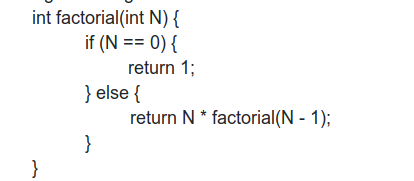 int factorial(int N) {
if (N == 0) {
return 1;
} else {
return N * factorial(N - 1);
}
}